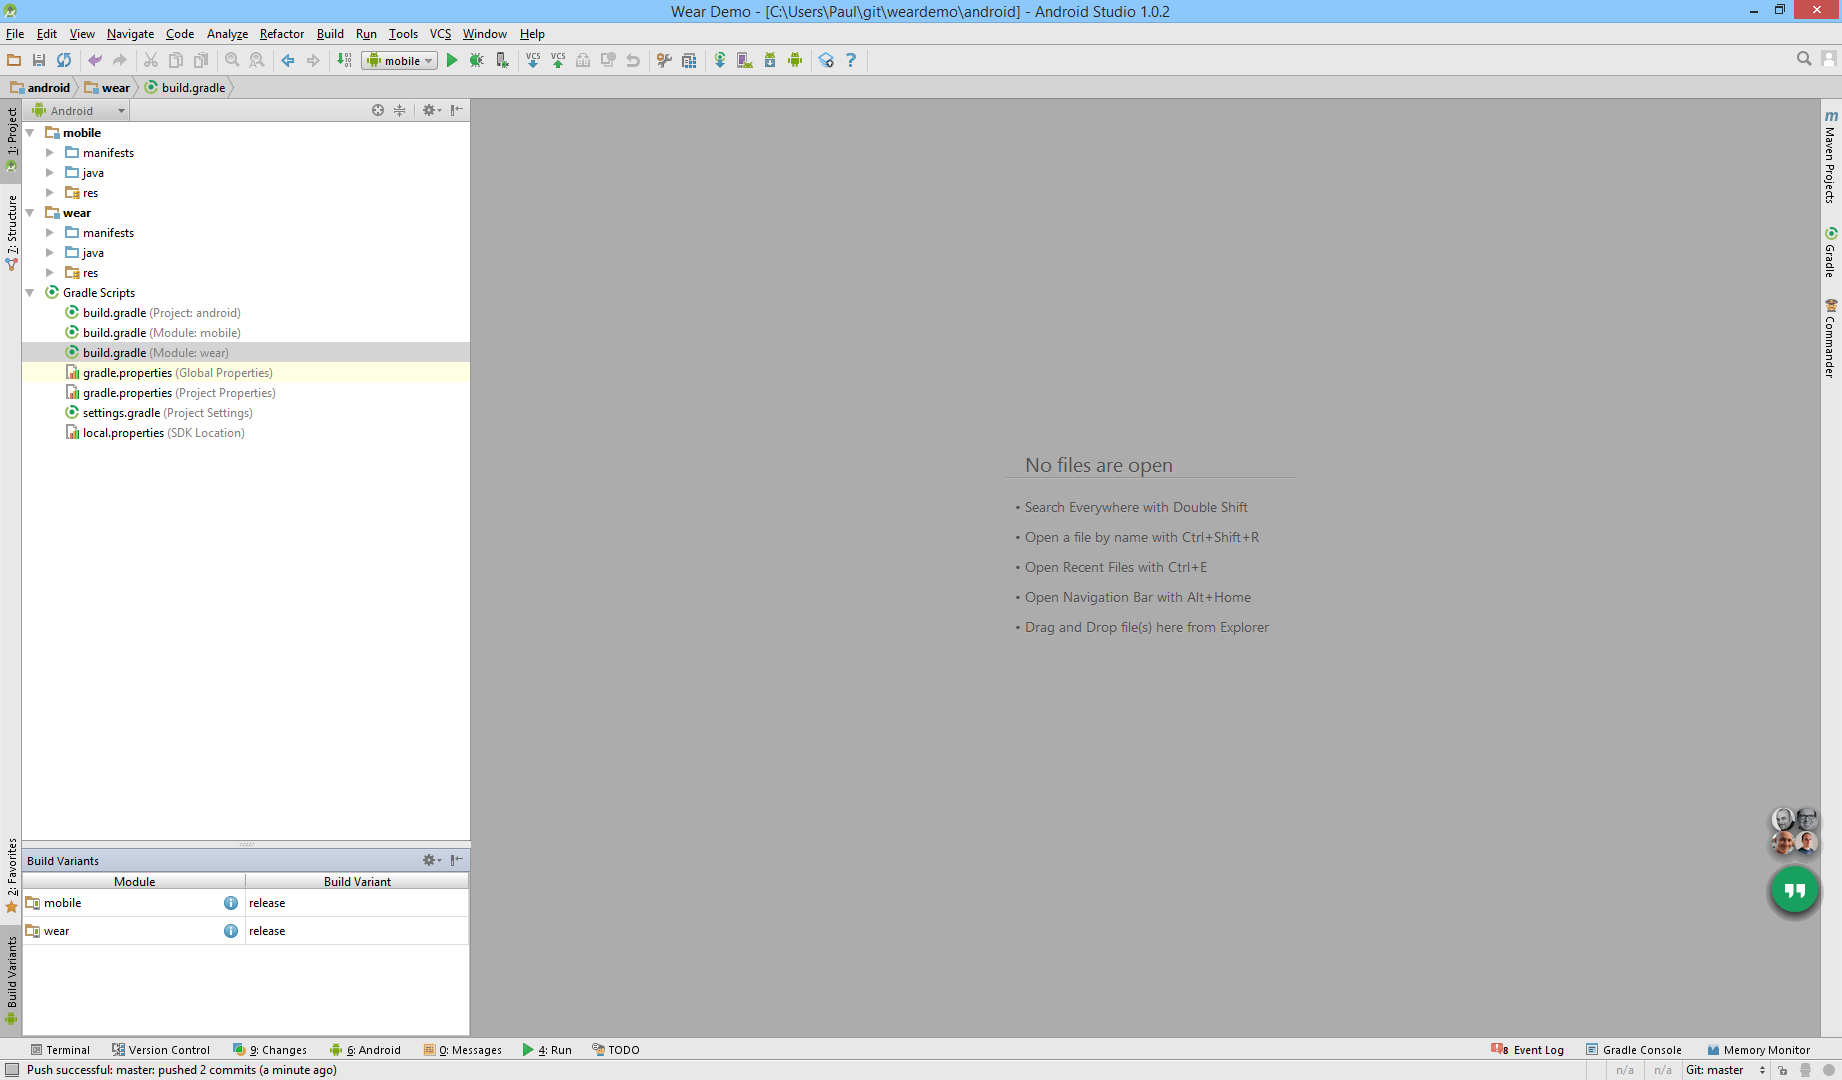 Wear Demo - [C:\Users\Paul\git\weardemo\android] - Android Studio 1.0.2
File Edit View Navigate Code Analyze Refactor Build Run Tools VCS Window Help
mobile
VCS VCS
android wear build.gradle
Android
1: Project
7: Structure
2: Favorites
Build Variants
mobile
manifests
java
res
wear
manifests
java
res
Gradle Scripts
build.gradle (Project: android)
build.gradle (Module: mobile)
build.gradle (Module: wear)
gradle.properties (Global Properties)
gradle.properties (Project Properties)
settings.gradle (Project Settings)
local.properties (SDK Location)
Build Variants
Module Build Variant
mobile release
wear release
No files are open
• Search Everywhere with Double Shift
• Open a file by name with Ctrl+Shift+R
• Open Recent Files with Ctrl+E
• Open Navigation Bar with Alt+Home
• Drag and Drop file(s) here from Explorer
m Maven Projects
Gradle
Commander
Terminal Version Control 9: Changes 6: Android 0: Messages 4: Run TODO 8 Event Log Gradle Console Memory Monitor
Push successful: master: pushed 2 commits (a minute ago) n/a n/a Git: master